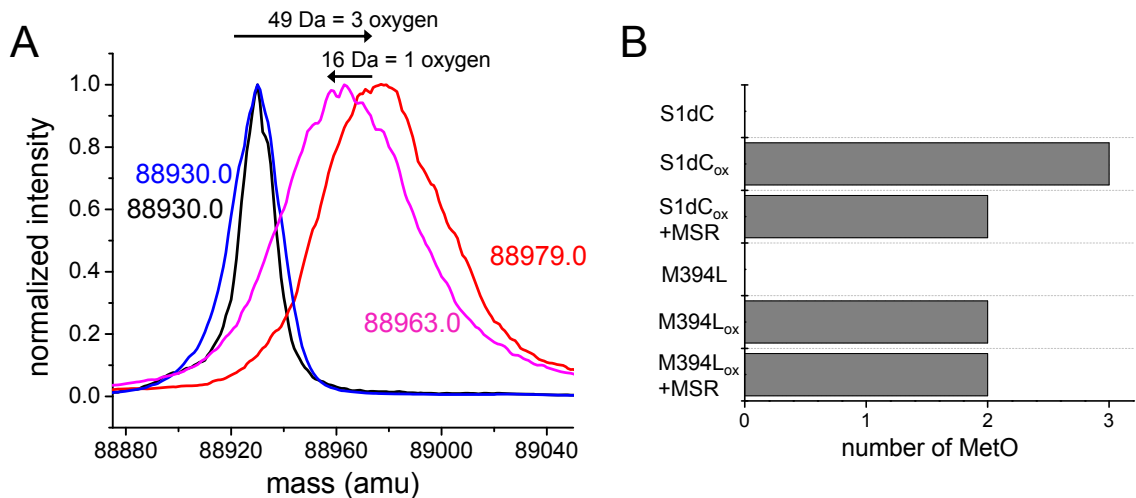 A
49 Da = 3 oxygen
16 Da = 1 oxygen
1.0
0.8
0.6
0.4
0.2
0.0
normalized intensity
88930.0
88930.0
88979.0
88963.0
88880 88920 88960 89000 89040
mass (amu)
B
S1dC
S1dCox
S1dCox
+MSR
M394L
M394Lox
M394Lox
+MSR
0 1 2 3
number of MetO